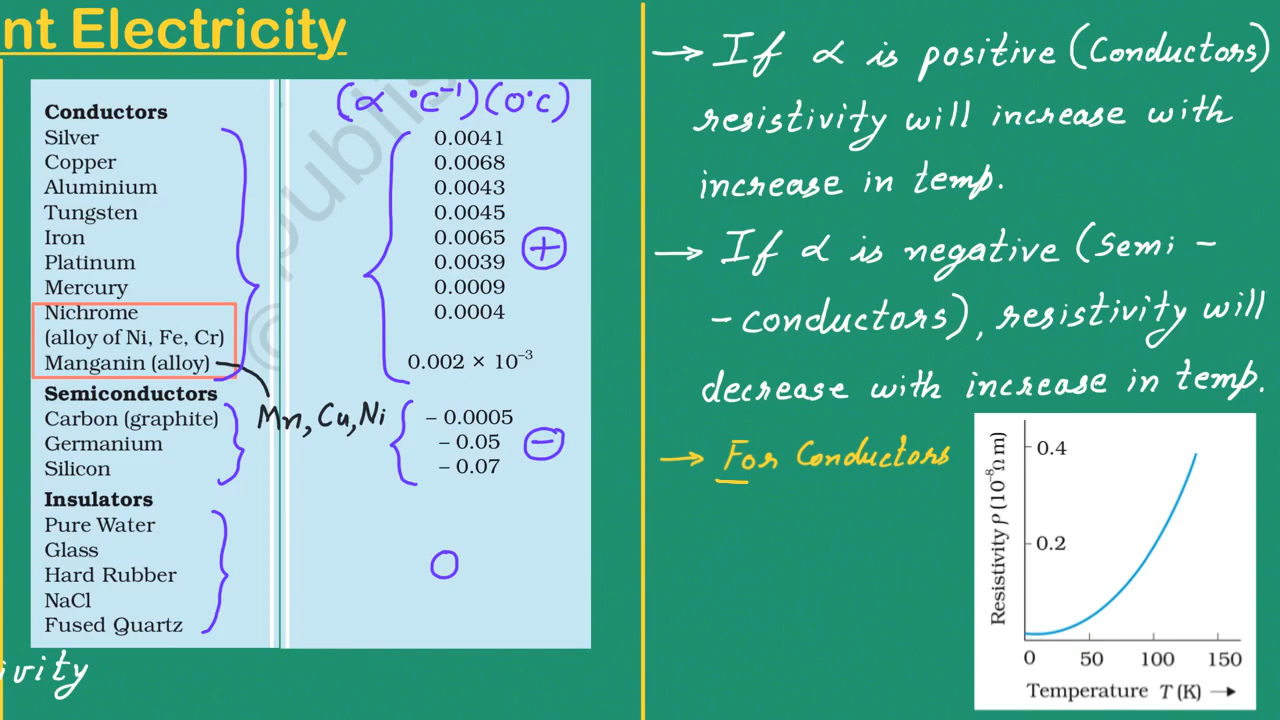 nt Electricity
(α °C⁻¹)(0°C)
Conductors
Silver 0.0041
Copper 0.0068
Aluminium 0.0043
Tungsten 0.0045
Iron 0.0065
Platinum 0.0039
Mercury 0.0009
Nichrome 0.0004
(alloy of Ni, Fe, Cr)
Manganin (alloy) 0.002 × 10⁻³
Semiconductors
Mn, Cu, Ni
Carbon (graphite) – 0.0005
Germanium – 0.05
Silicon – 0.07
Insulators
Pure Water
Glass
Hard Rubber
NaCl
Fused Quartz
+
−
0
ivity
© publi
→ If α is positive (Conductors)
resistivity will increase with
increase in temp.
→ If α is negative (Semi -
- conductors), resistivity will
decrease with increase in temp.
→ For Conductors
Resistivity ρ (10⁻⁸Ω m)
0.4
0.2
0 50 100 150
Temperature T (K) →